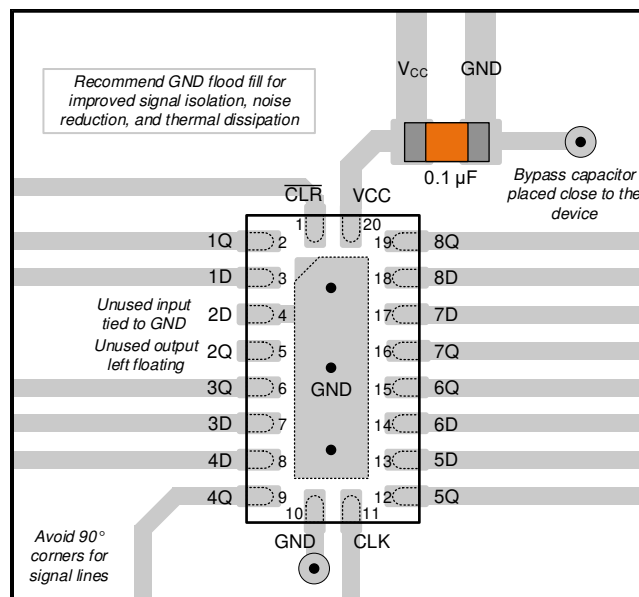 Recommend GND flood fill for
improved signal isolation, noise
reduction, and thermal dissipation
VCC GND
0.1 µF
Bypass capacitor
placed close to the
device
CLR VCC
1 20
1Q 2 19 8Q
1D 3 18 8D
Unused input
tied to GND
2D 4 17 7D
Unused output
left floating
2Q 5 16 7Q
3Q 6 GND 15 6Q
3D 7 14 6D
4D 8 13 5D
4Q 9 12 5Q
10 11
GND CLK
Avoid 90°
corners for
signal lines